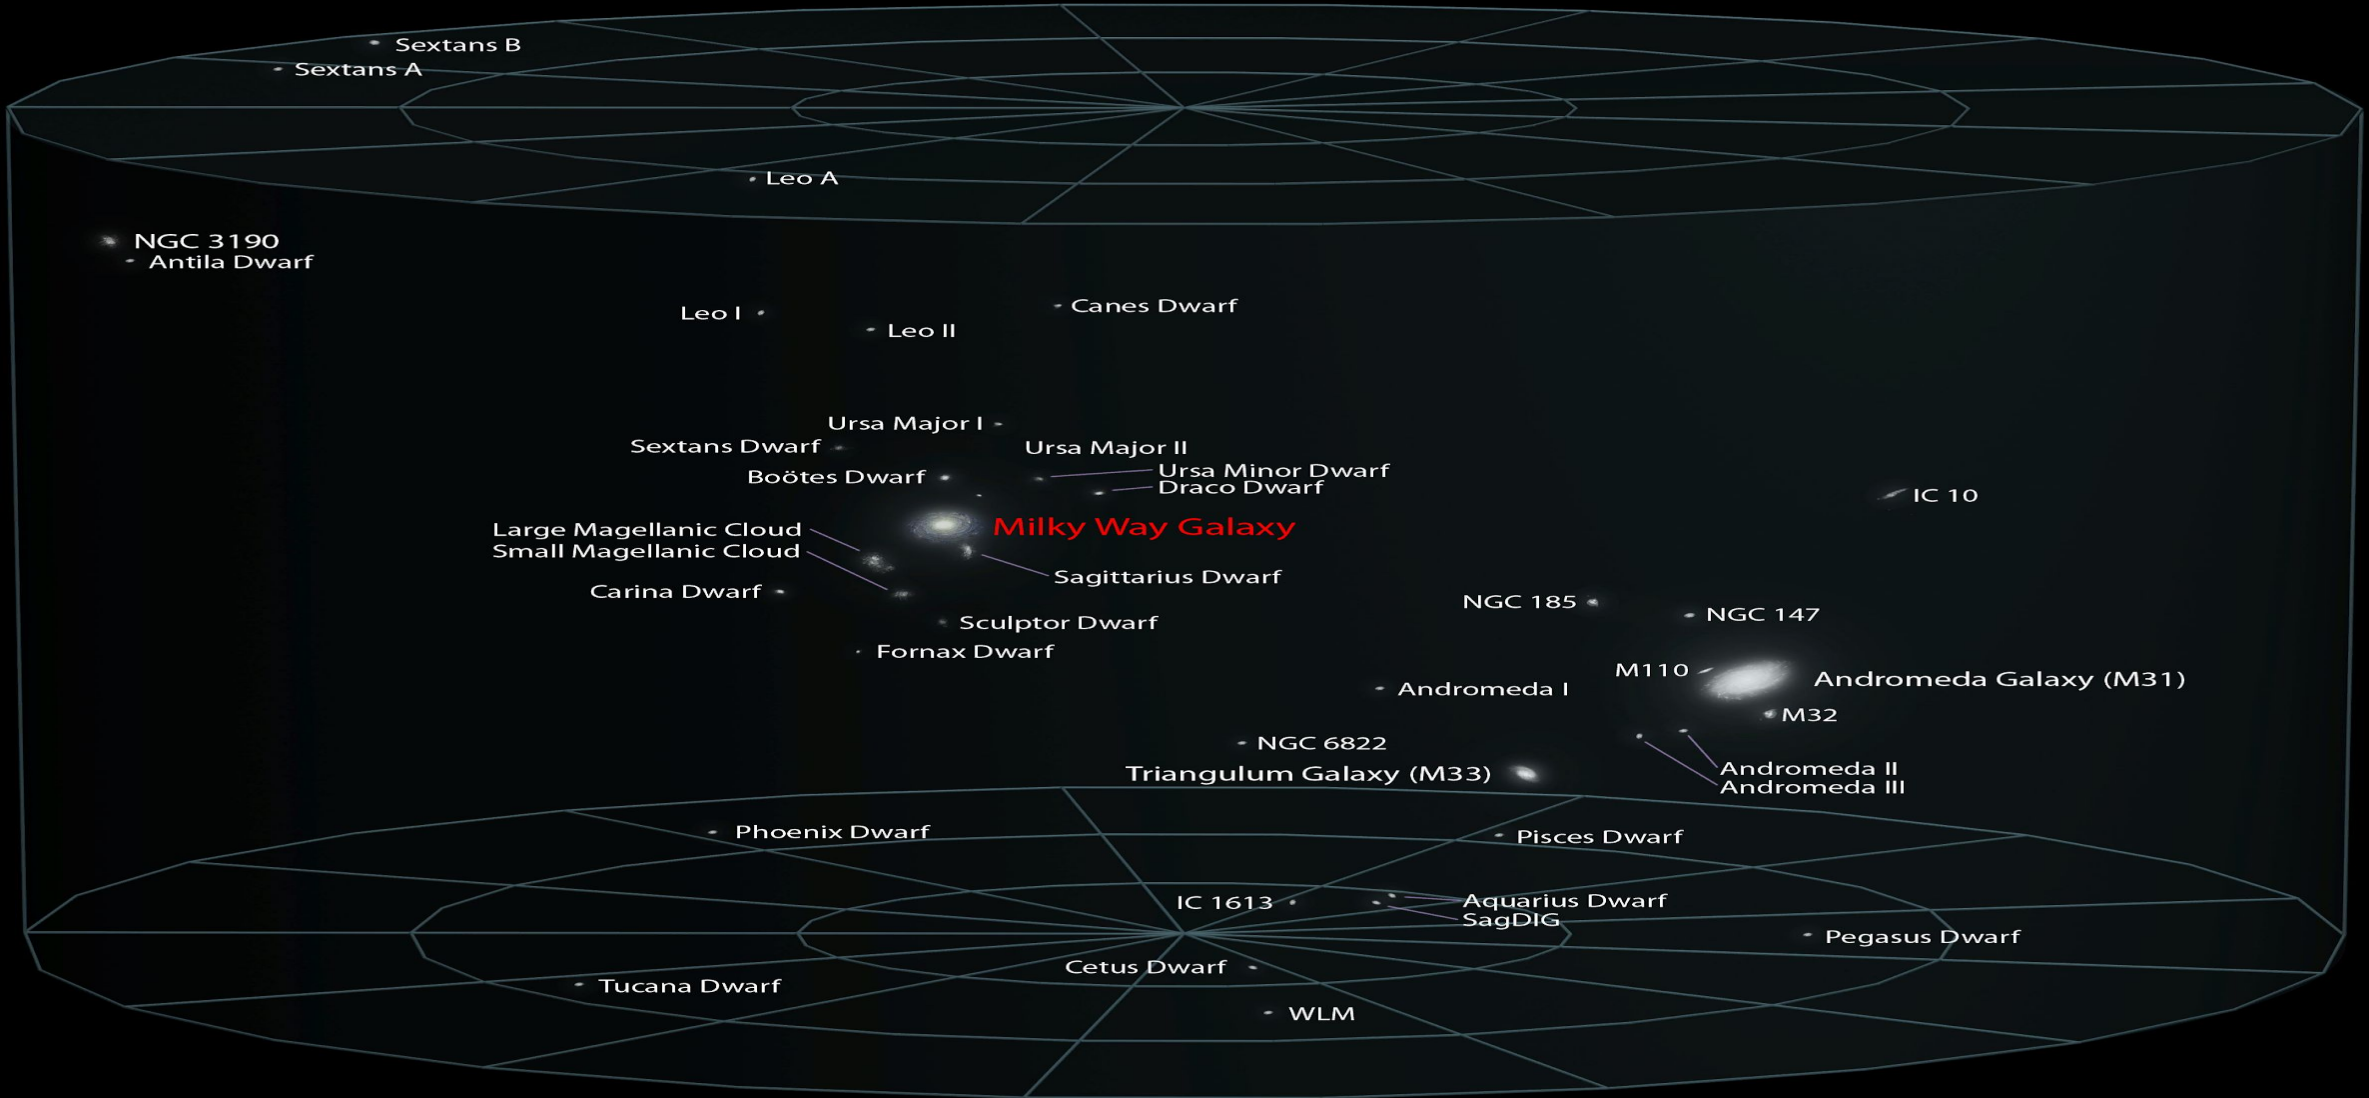 Sextans B
Sextans A
Leo A
NGC 3190
Antila Dwarf
Canes Dwarf
Leo I
Leo II
Ursa Major I
Sextans Dwarf
Ursa Major II
Ursa Minor Dwarf
Boötes Dwarf
Draco Dwarf
IC 10
Milky Way Galaxy
Large Magellanic Cloud
Small Magellanic Cloud
Sagittarius Dwarf
Carina Dwarf
NGC 185
NGC 147
Sculptor Dwarf
Fornax Dwarf
M110
Andromeda Galaxy (M31)
Andromeda I
M32
NGC 6822
Triangulum Galaxy (M33)
Andromeda II
Andromeda III
Phoenix Dwarf
Pisces Dwarf
IC 1613
Aquarius Dwarf
SagDIG
Pegasus Dwarf
Cetus Dwarf
Tucana Dwarf
WLM